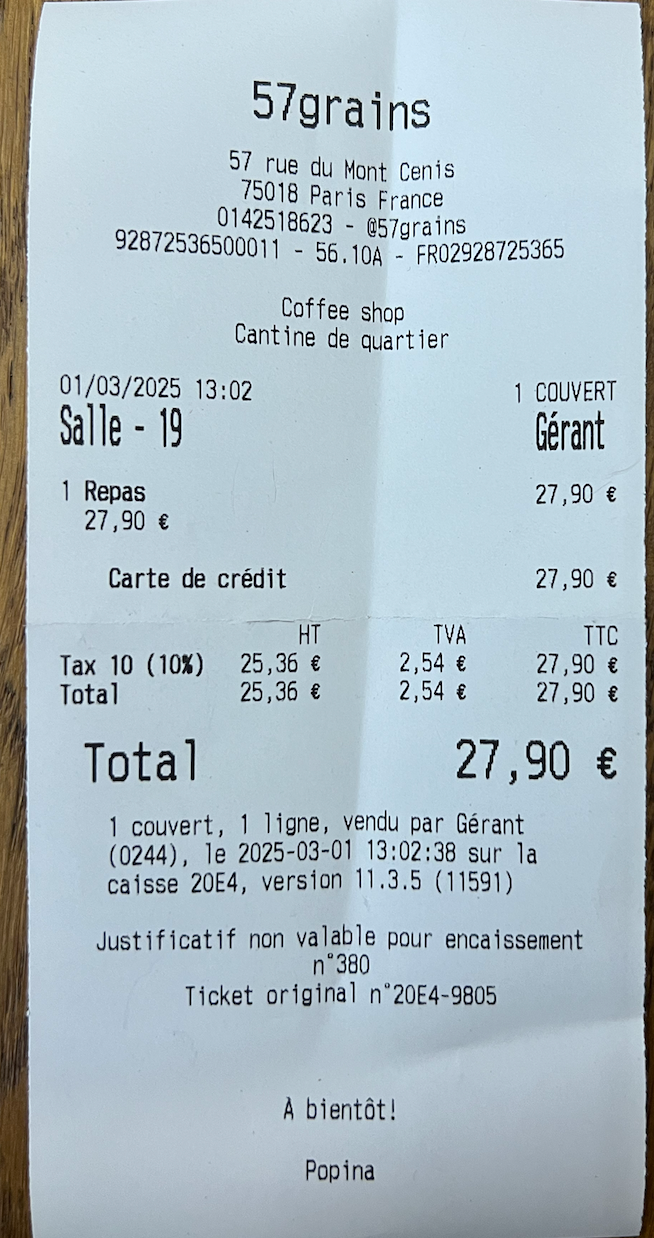 57grains
57 rue du Mont Cenis
75018 Paris France
0142518623 - @57grains
92872536500011 - 56.10A - FR02928725365
Coffee shop
Cantine de quartier
01/03/2025 13:02 1 COUVERT
Salle - 19 Gérant
1 Repas 27,90 €
27,90 €
Carte de crédit 27,90 €
HT TVA TTC
Tax 10 (10%) 25,36 € 2,54 € 27,90 €
Total 25,36 € 2,54 € 27,90 €
Total 27,90 €
1 couvert, 1 ligne, vendu par Gérant
(0244), le 2025-03-01 13:02:38 sur la
caisse 20E4, version 11.3.5 (11591)
Justificatif non valable pour encaissement
n°380
Ticket original n°20E4-9805
À bientôt!
Popina